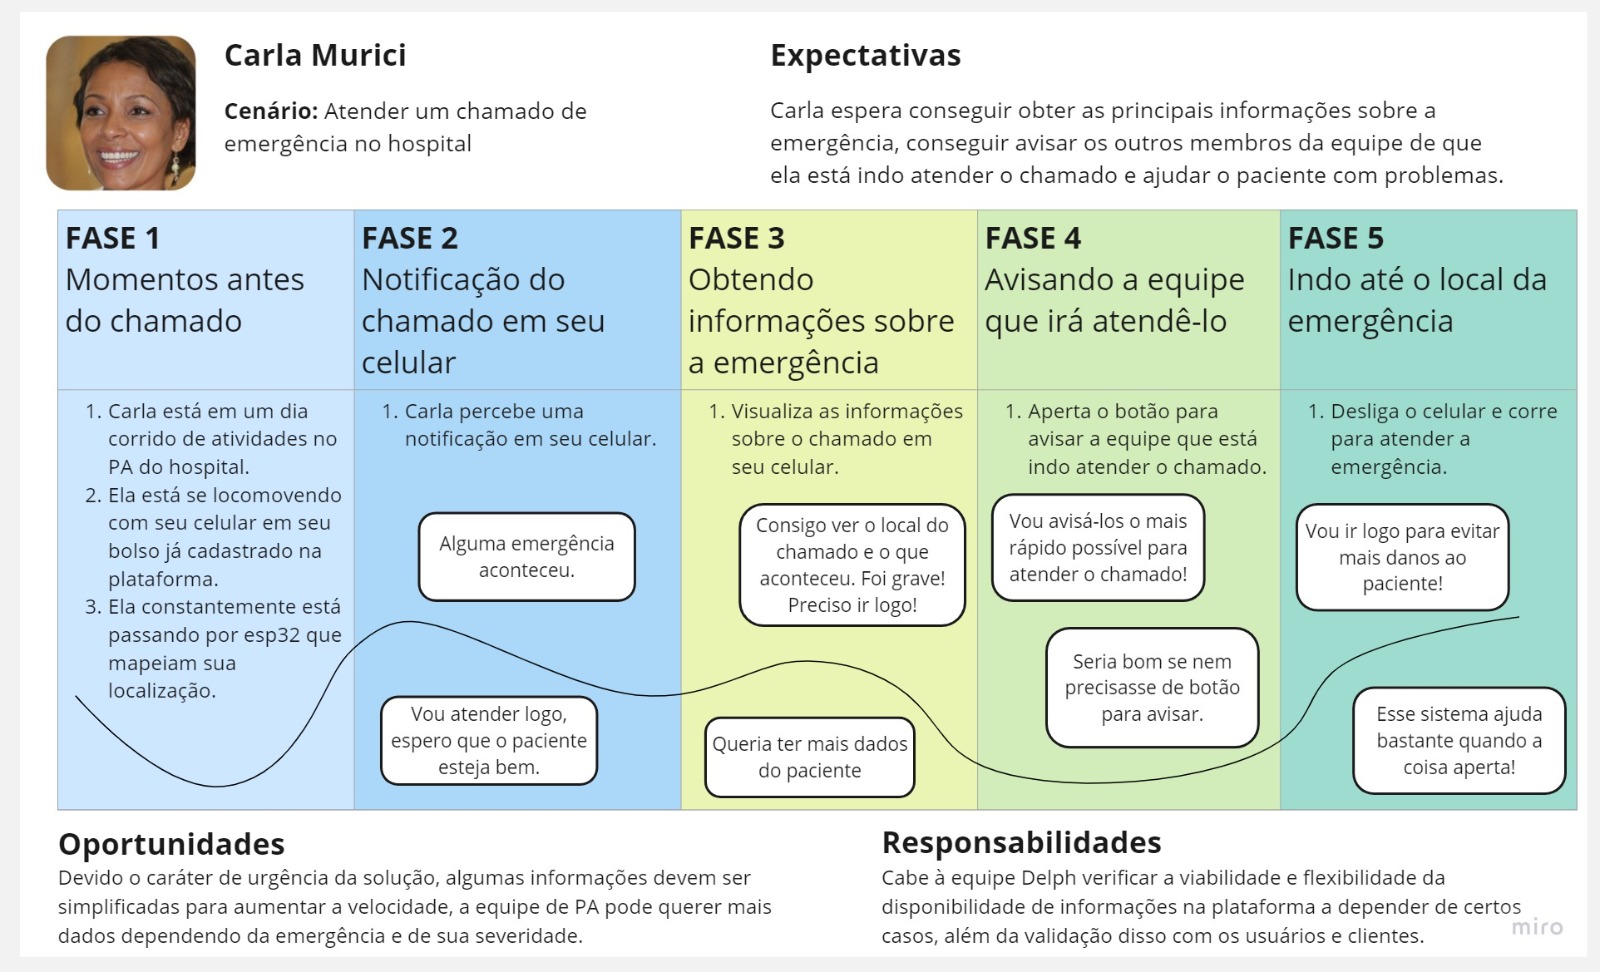 Carla Murici
Cenário: Atender um chamado de
emergência no hospital
Expectativas
Carla espera conseguir obter as principais informações sobre a
emergência, conseguir avisar os outros membros da equipe de que
ela está indo atender o chamado e ajudar o paciente com problemas.
FASE 1
Momentos antes
do chamado
1. Carla está em um dia
corrido de atividades no
PA do hospital.
2. Ela está se locomovendo
com seu celular em seu
bolso já cadastrado na
plataforma.
3. Ela constantemente está
passando por esp32 que
mapeiam sua
localização.
FASE 2
Notificação do
chamado em seu
celular
1. Carla percebe uma
notificação em seu celular.
Alguma emergência
aconteceu.
Vou atender logo,
espero que o paciente
esteja bem.
FASE 3
Obtendo
informações sobre
a emergência
1. Visualiza as informações
sobre o chamado em
seu celular.
Consigo ver o local do
chamado e o que
aconteceu. Foi grave!
Preciso ir logo!
Queria ter mais dados
do paciente
FASE 4
Avisando a equipe
que irá atendê-lo
1. Aperta o botão para
avisar a equipe que está
indo atender o chamado.
Vou avisá-los o mais
rápido possível para
atender o chamado!
Seria bom se nem
precisasse de botão
para avisar.
FASE 5
Indo até o local da
emergência
1. Desliga o celular e corre
para atender a
emergência.
Vou ir logo para evitar
mais danos ao
paciente!
Esse sistema ajuda
bastante quando a
coisa aperta!
Oportunidades
Devido o caráter de urgência da solução, algumas informações devem ser
simplificadas para aumentar a velocidade, a equipe de PA pode querer mais
dados dependendo da emergência e de sua severidade.
Responsabilidades
Cabe à equipe Delph verificar a viabilidade e flexibilidade da
disponibilidade de informações na plataforma a depender de certos
casos, além da validação disso com os usuários e clientes.
miro